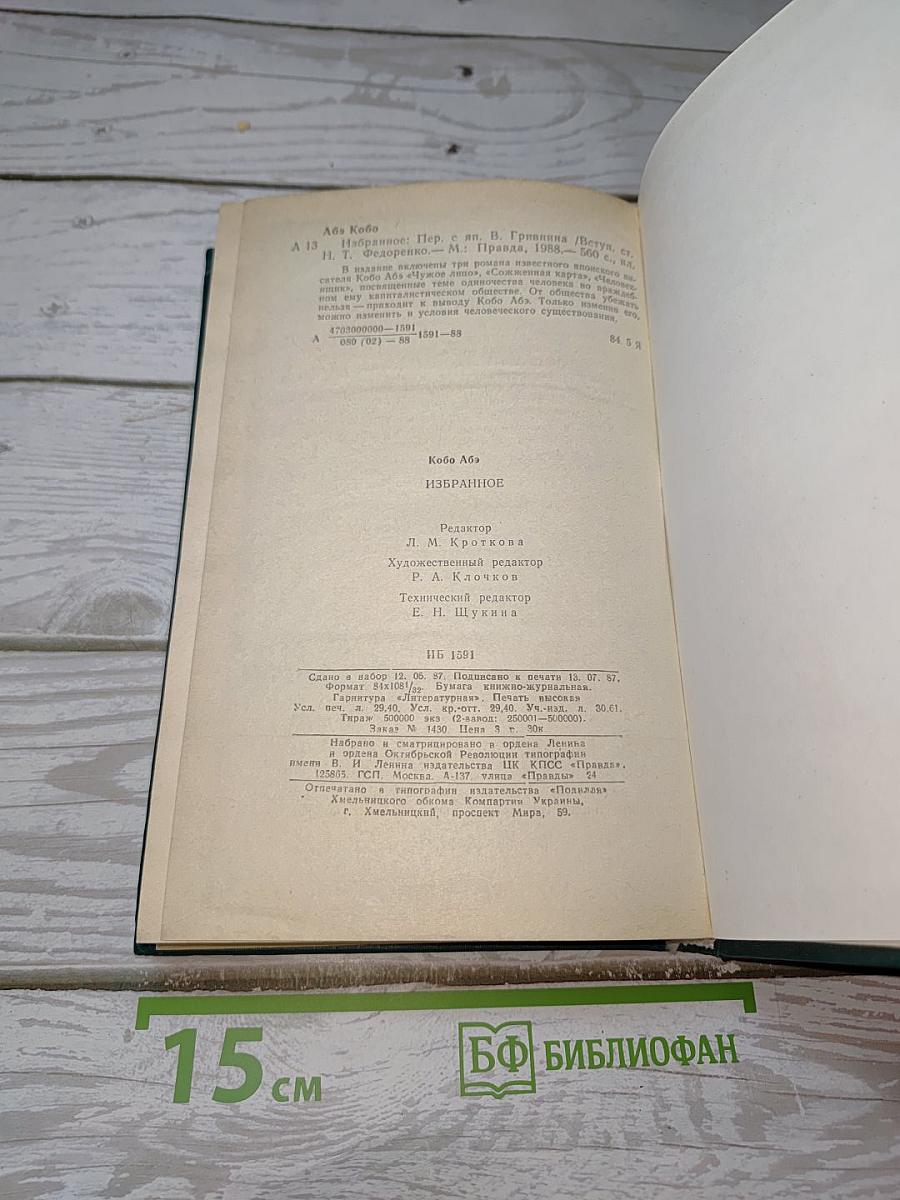 Абэ Кобо
А 13 Избранное: Пер. с яп. В. Гривнина /Вступ. ст.
Н. Т. Федоренко.— М.: Правда, 1988.— 560 с., ил.
В издание включены три романа известного японского пи-
сателя Кобо Абэ «Чужое лицо», «Сожженная карта», «Человек-
ящик», посвященные теме одиночества человека во враждеб-
ном ему капиталистическом обществе. От общества убежать
нельзя — приходит к выводу Кобо Абэ. Только изменив его,
можно изменить и условия человеческого существования.
4703000000—1591
А 080 (02) — 88 1591—88 84. 5 Я
Кобо Абэ
ИЗБРАННОЕ
Редактор
Л. М. Кроткова
Художественный редактор
Р. А. Клочков
Технический редактор
Е. Н. Щукина
ИБ 1591
Сдано в набор 12. 05. 87. Подписано к печати 13. 07. 87.
Формат 84х108¹/₃₂. Бумага книжно-журнальная.
Гарнитура «Литературная». Печать высокая
Усл. печ. л. 29,40. Усл. кр.-отт. 29,40. Уч.-изд. л. 30,61.
Тираж 500000 экз (2-завод: 250001—500000).
Заказ № 1430. Цена 3 р. 30к
Набрано и сматрицировано в ордена Ленина
и ордена Октябрьской Революции типографии
имени В. И. Ленина издательства ЦК КПСС «Правда».
125865. ГСП. Москва. А-137. улица «Правды» 24
Отпечатано в типографии издательства «Подилля»
Хмельницкого обкома Компартии Украины,
г. Хмельницкий, проспект Мира, 59.
15 см
БФ БИБЛИОФАН